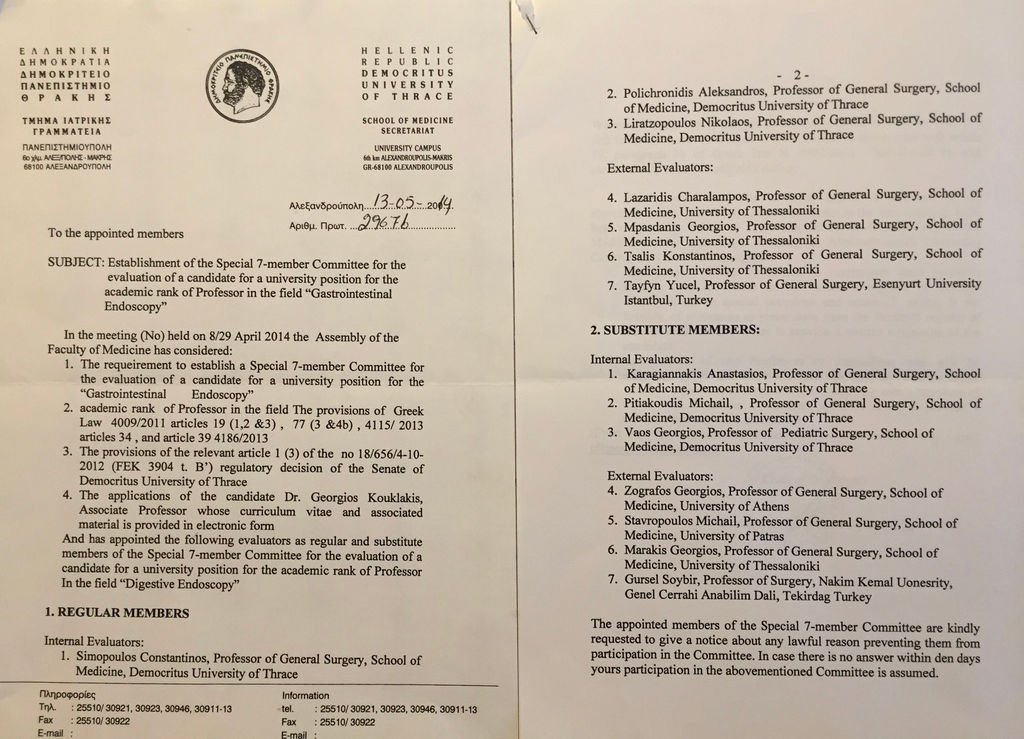 ΕΛΛΗΝΙΚΗ
ΔΗΜΟΚΡΑΤΙΑ
ΔΗΜΟΚΡΙΤΕΙΟ
ΠΑΝΕΠΙΣΤΗΜΙΟ
ΘΡΑΚΗΣ
ΤΜΗΜΑ ΙΑΤΡΙΚΗΣ
ΓΡΑΜΜΑΤΕΙΑ
ΠΑΝΕΠΙΣΤΗΜΙΟΥΠΟΛΗ
6ο χλμ. ΑΛΕΞ/ΠΟΛΗΣ - ΜΑΚΡΗΣ
68100 ΑΛΕΞΑΝΔΡΟΥΠΟΛΗ
ΔΗΜΟΚΡΙΤΕΙΟ ΠΑΝΕΠΙΣΤΗΜΙΟ ΘΡΑΚΗΣ
HELLENIC
REPUBLIC
DEMOCRITUS
UNIVERSITY
OF THRACE
SCHOOL OF MEDICINE
SECRETARIAT
UNIVERSITY CAMPUS
6th km ALEXANDROUPOLIS-MAKRIS
GR-68100 ALEXANDROUPOLIS
Αλεξανδρούπολη....13-05-..2014
Αριθμ. Πρωτ. ...29676.................
To the appointed members
SUBJECT: Establishment of the Special 7-member Committee for the
evaluation of a candidate for a university position for the
academic rank of Professor in the field “Gastrointestinal
Endoscopy”
In the meeting (No) held on 8/29 April 2014 the Assembly of the
Faculty of Medicine has considered:
1. The requeirement to establish a Special 7-member Committee for
the evaluation of a candidate for a university position for the
“Gastrointestinal Endoscopy”
2. academic rank of Professor in the field The provisions of Greek
Law 4009/2011 articles 19 (1,2 &3) , 77 (3 &4b) , 4115/ 2013
articles 34 , and article 39 4186/2013
3. The provisions of the relevant article 1 (3) of the no 18/656/4-10-
2012 (FEK 3904 t. B’) regulatory decision of the Senate of
Democritus University of Thrace
4. The applications of the candidate Dr. Georgios Kouklakis,
Associate Professor whose curriculum vitae and associated
material is provided in electronic form
And has appointed the following evaluators as regular and substitute
members of the Special 7-member Committee for the evaluation of a
candidate for a university position for the academic rank of Professor
In the field “Digestive Endoscopy”
1. REGULAR MEMBERS
Internal Evaluators:
1. Simopoulos Constantinos, Professor of General Surgery, School of
Medicine, Democritus University of Thrace
Πληροφορίες
Τηλ. : 25510/ 30921, 30923, 30946, 30911-13
Fax : 25510/ 30922
E-mail :
Information
tel. : 25510/ 30921, 30923, 30946, 30911-13
Fax : 25510/ 30922
E-mail :
- 2 -
2. Polichronidis Aleksandros, Professor of General Surgery, School
of Medicine, Democritus University of Thrace
3. Liratzopoulos Nikolaos, Professor of General Surgery, School of
Medicine, Democritus University of Thrace
External Evaluators:
4. Lazaridis Charalampos, Professor of General Surgery, School of
Medicine, University of Thessaloniki
5. Mpasdanis Georgios, Professor of General Surgery, School of
Medicine, University of Thessaloniki
6. Tsalis Konstantinos, Professor of General Surgery, School of
Medicine, University of Thessaloniki
7. Tayfyn Yucel, Professor of General Surgery, Esenyurt University
Istantbul, Turkey
2. SUBSTITUTE MEMBERS:
Internal Evaluators:
1. Karagiannakis Anastasios, Professor of General Surgery, School
of Medicine, Democritus University of Thrace
2. Pitiakoudis Michail, , Professor of General Surgery, School of
Medicine, Democritus University of Thrace
3. Vaos Georgios, Professor of Pediatric Surgery, School of
Medicine, Democritus University of Thrace
External Evaluators:
4. Zografos Georgios, Professor of General Surgery, School of
Medicine, University of Athens
5. Stavropoulos Michail, Professor of General Surgery, School of
Medicine, University of Patras
6. Marakis Georgios, Professor of General Surgery, School of
Medicine, University of Thessaloniki
7. Gursel Soybir, Professor of Surgery, Nakim Kemal Uonesrity,
Genel Cerrahi Anabilim Dali, Tekirdag Turkey
The appointed members of the Special 7-member Committee are kindly
requested to give a notice about any lawful reason preventing them from
participation in the Committee. In case there is no answer within den days
yours participation in the abovementioned Committee is assumed.